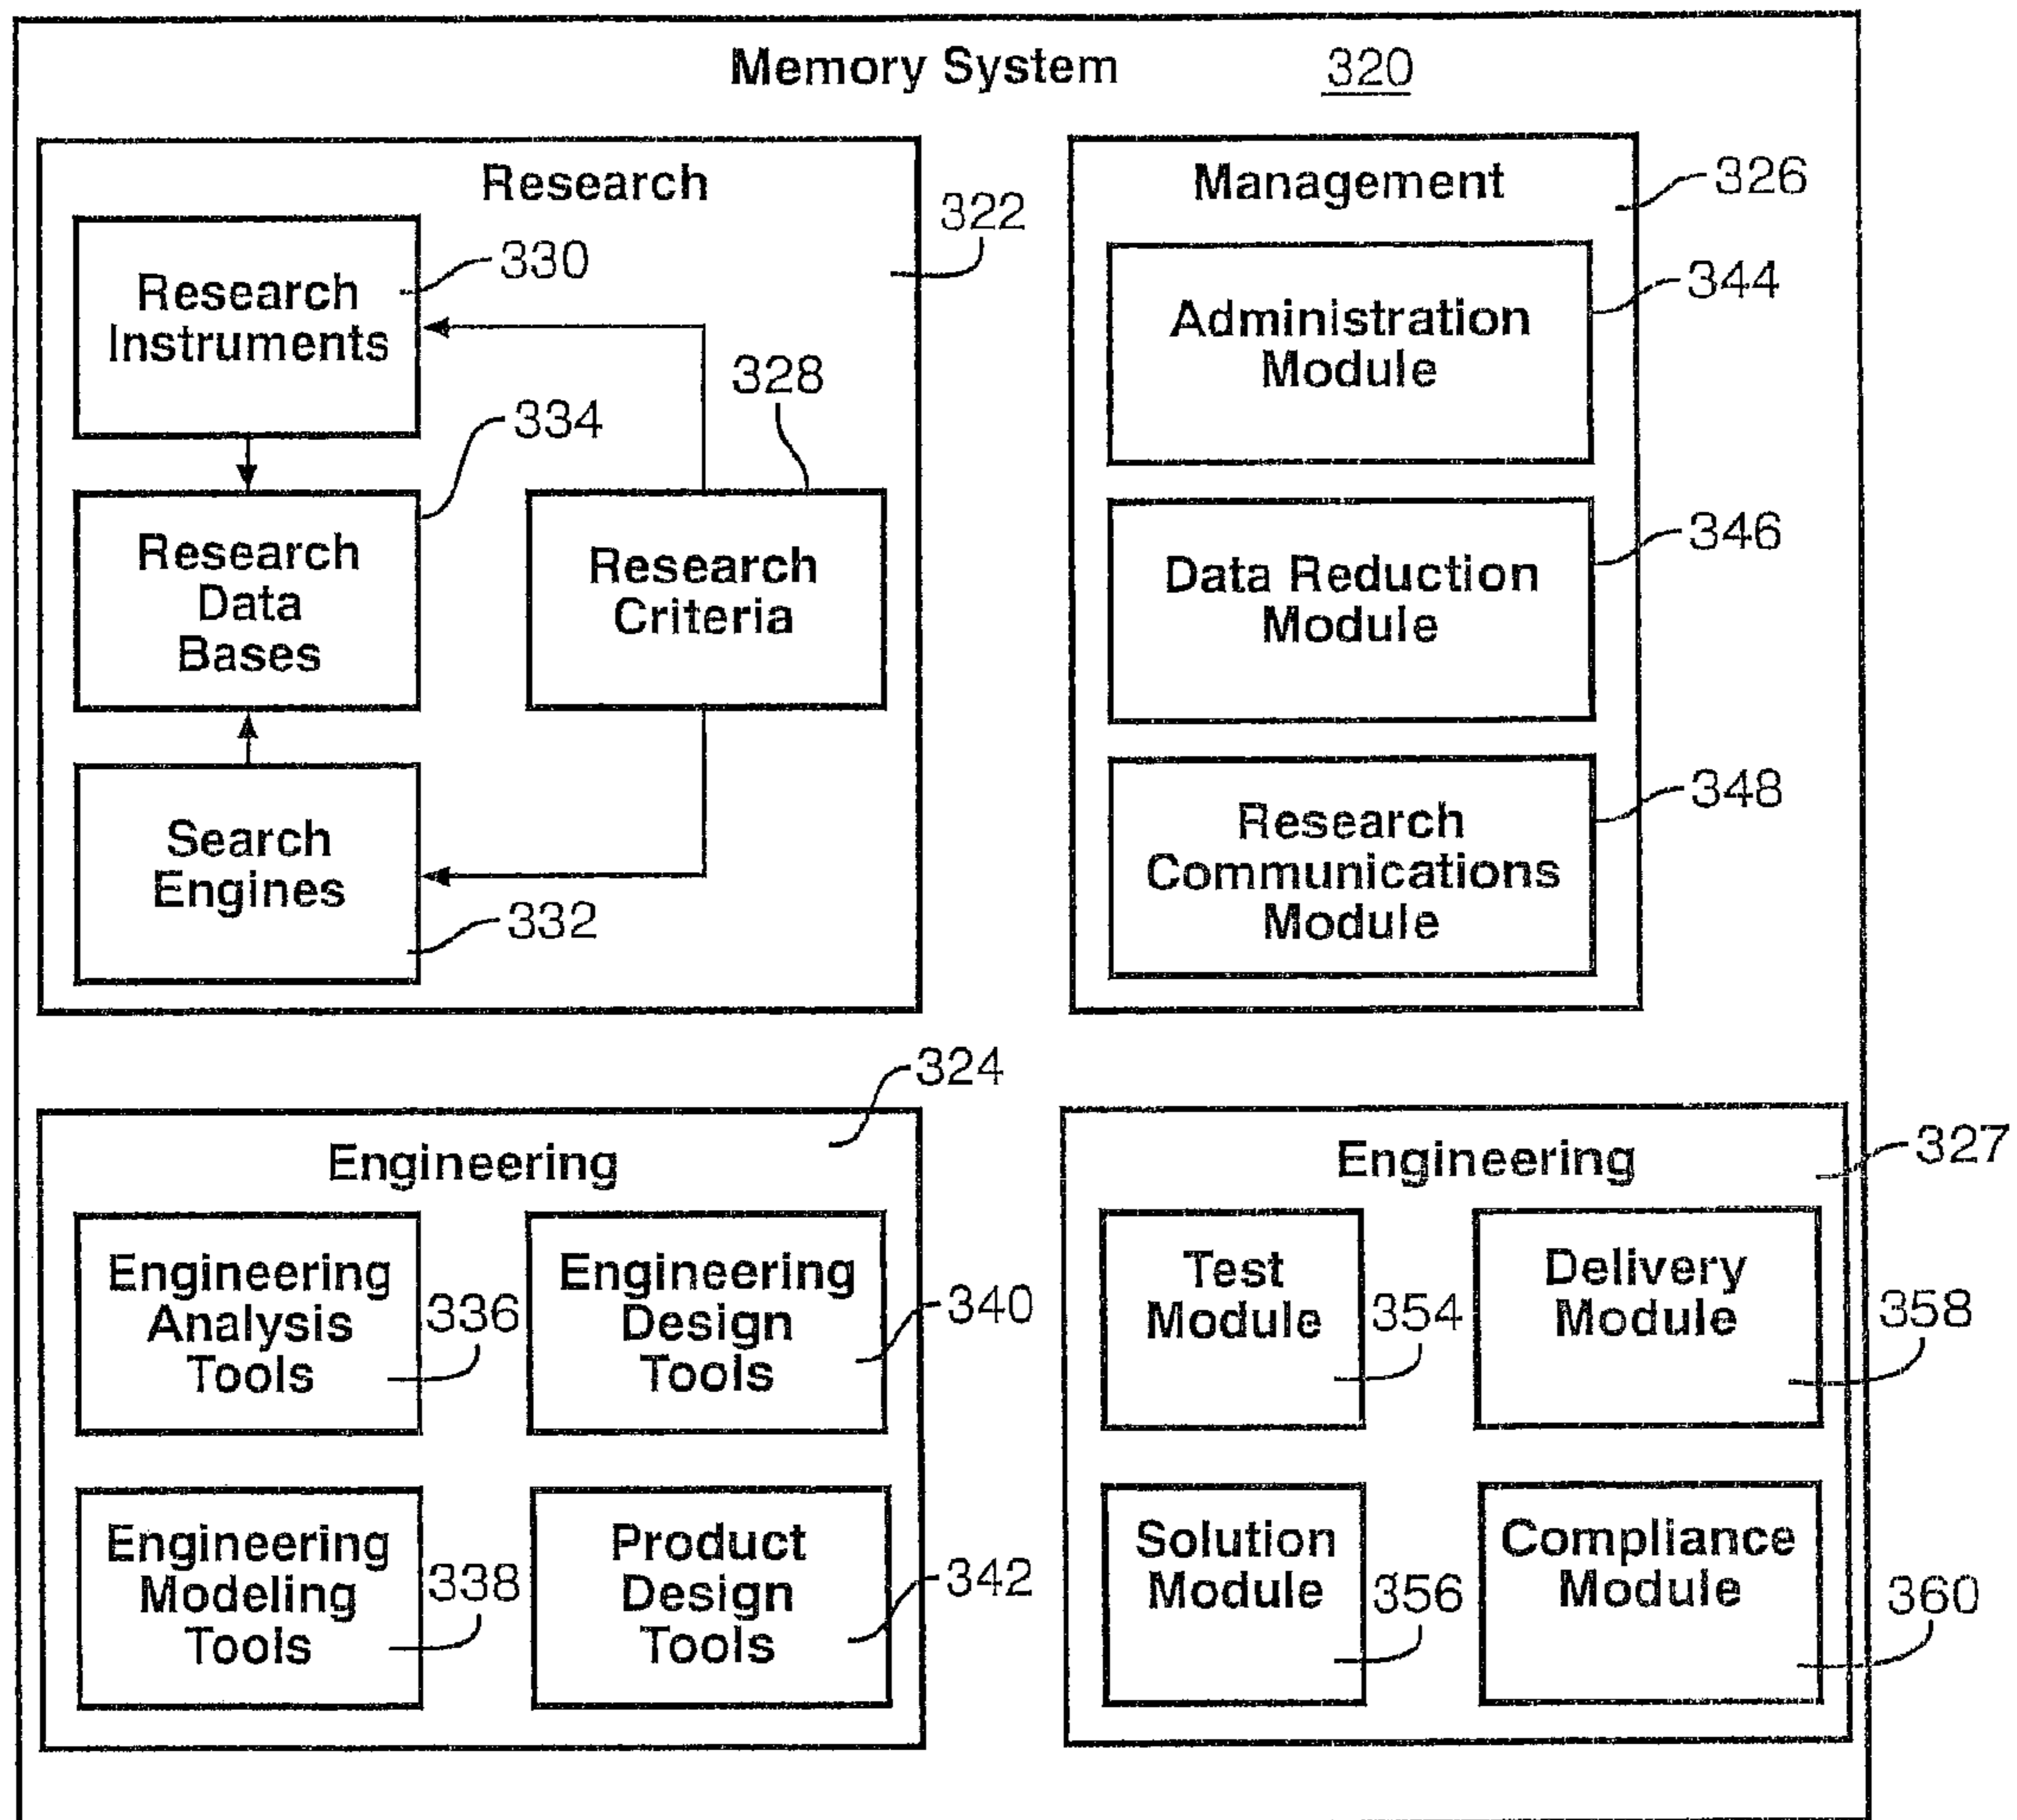 Memory System 320
Research
322
Research
Instruments
330
334
Research
Data
Bases
328
Research
Criteria
Search
Engines
332
Management
326
Administration
Module
344
Data Reduction
Module
346
Research
Communications
Module
348
324
Engineering
Engineering
Analysis
Tools
336
Engineering
Design
Tools
340
Engineering
Modeling
Tools
338
Product
Design
Tools
342
Engineering
327
Test
Module
354
Delivery
Module
358
Solution
Module
356
Compliance
Module
360